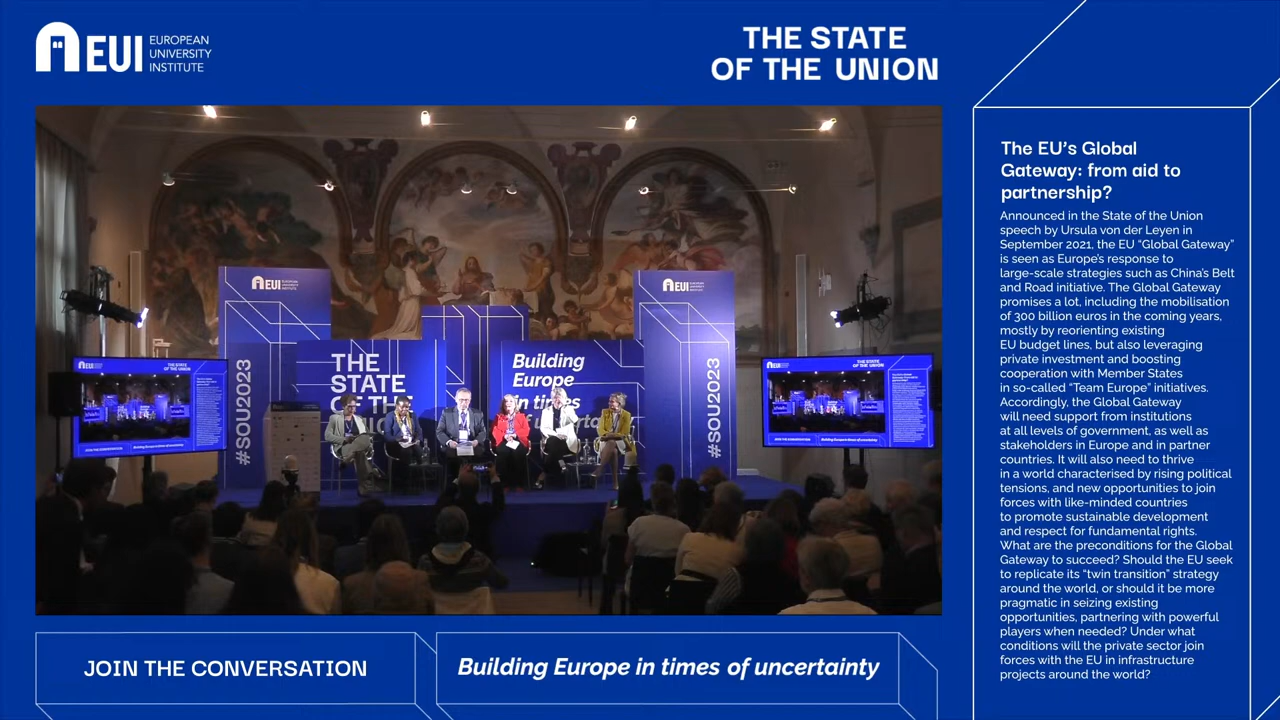 EUI
EUROPEAN
UNIVERSITY
INSTITUTE
THE STATE
OF THE UNION
EUI
EUI
THE
STATE
OF THE
Building
Europe
in times
#SOU2023
#SOU2023
JOIN THE CONVERSATION
Building Europe in times of uncertainty
The EU’s Global
Gateway: from aid to
partnership?
Announced in the State of the Union
speech by Ursula von der Leyen in
September 2021, the EU “Global Gateway”
is seen as Europe’s response to
large-scale strategies such as China’s Belt
and Road initiative. The Global Gateway
promises a lot, including the mobilisation
of 300 billion euros in the coming years,
mostly by reorienting existing
EU budget lines, but also leveraging
private investment and boosting
cooperation with Member States
in so-called “Team Europe” initiatives.
Accordingly, the Global Gateway
will need support from institutions
at all levels of government, as well as
stakeholders in Europe and in partner
countries. It will also need to thrive
in a world characterised by rising political
tensions, and new opportunities to join
forces with like-minded countries
to promote sustainable development
and respect for fundamental rights.
What are the preconditions for the Global
Gateway to succeed? Should the EU seek
to replicate its “twin transition” strategy
around the world, or should it be more
pragmatic in seizing existing
opportunities, partnering with powerful
players when needed? Under what
conditions will the private sector join
forces with the EU in infrastructure
projects around the world?